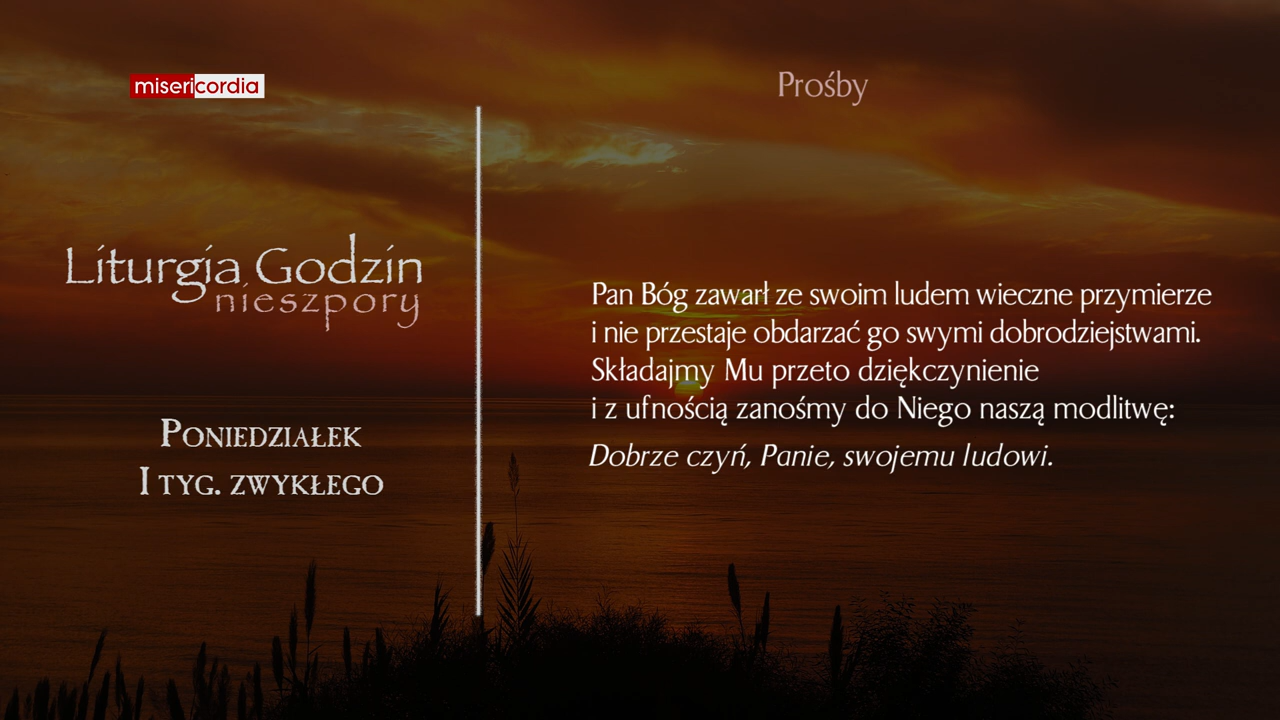 misericordia
Liturgia Godzin
nieszpory
Poniedziałek
I tyg. zwykłego
Prośby
Pan Bóg zawarł ze swoim ludem wieczne przymierze
i nie przestaje obdarzać go swymi dobrodziejstwami.
Składajmy Mu przeto dziękczynienie
i z ufnością zanośmy do Niego naszą modlitwę:
Dobrze czyń, Panie, swojemu ludowi.